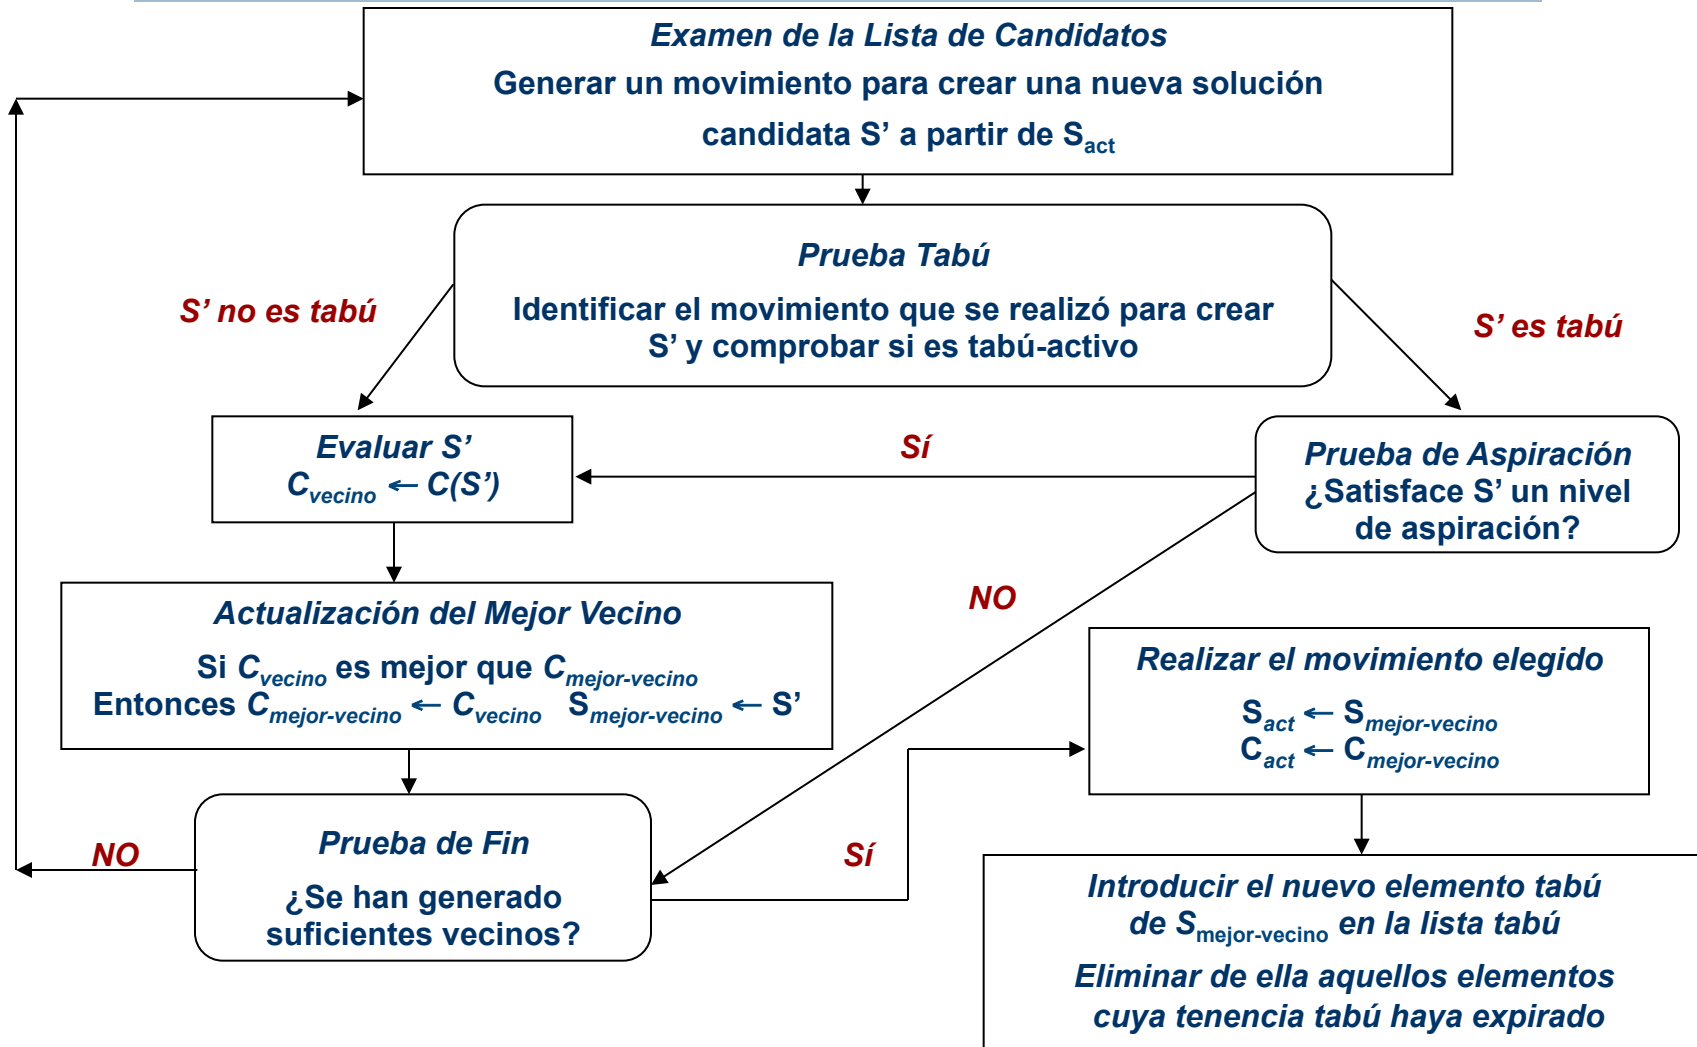 Examen de la Lista de Candidatos
Generar un movimiento para crear una nueva solución
candidata S’ a partir de Sact
Prueba Tabú
Identificar el movimiento que se realizó para crear
S’ y comprobar si es tabú-activo
S’ no es tabú
S’ es tabú
Evaluar S’
Cvecino ← C(S’)
Sí
Prueba de Aspiración
¿Satisface S’ un nivel
de aspiración?
NO
Actualización del Mejor Vecino
Si Cvecino es mejor que Cmejor-vecino
Entonces Cmejor-vecino ← Cvecino Smejor-vecino ← S’
Realizar el movimiento elegido
Sact ← Smejor-vecino
Cact ← Cmejor-vecino
NO
Prueba de Fin
¿Se han generado
suficientes vecinos?
Sí
Introducir el nuevo elemento tabú
de Smejor-vecino en la lista tabú
Eliminar de ella aquellos elementos
cuya tenencia tabú haya expirado